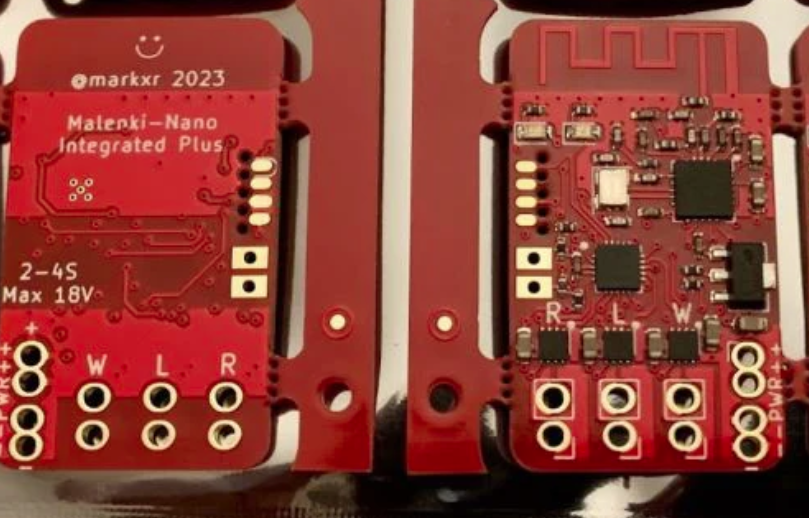 @markxr 2023
Malenki-Nano
Integrated Plus
2-4S
Max 18V
+
W L R
--PWR++
-
R L W
+
--PWR++
-